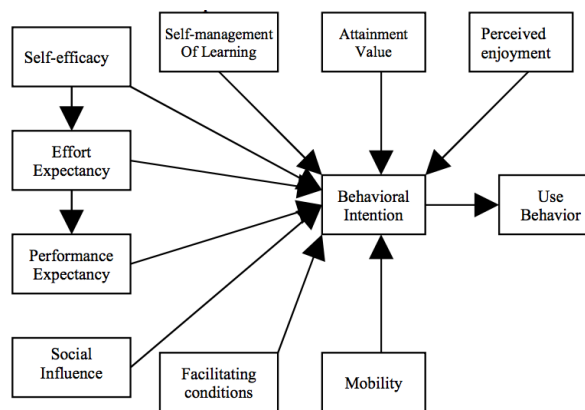 Self-efficacy
Self-management
Of Learning
Attainment
Value
Perceived
enjoyment
Effort
Expectancy
Behavioral
Intention
Use
Behavior
Performance
Expectancy
Social
Influence
Facilitating
conditions
Mobility